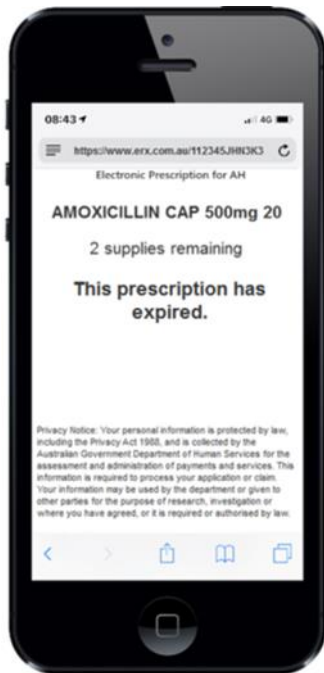 08:43
4G
https://www.erx.com.au/112345JHN3K3
Electronic Prescription for AH
AMOXICILLIN CAP 500mg 20
2 supplies remaining
This prescription has
expired.
Privacy Notice: Your personal information is protected by law,
including the Privacy Act 1988, and is collected by the
Australian Government Department of Human Services for the
assessment and administration of payments and services. This
information is required to process your application or claim.
Your information may be used by the department or given to
other parties for the purpose of research, investigation or
where you have agreed, or it is required or authorised by law.